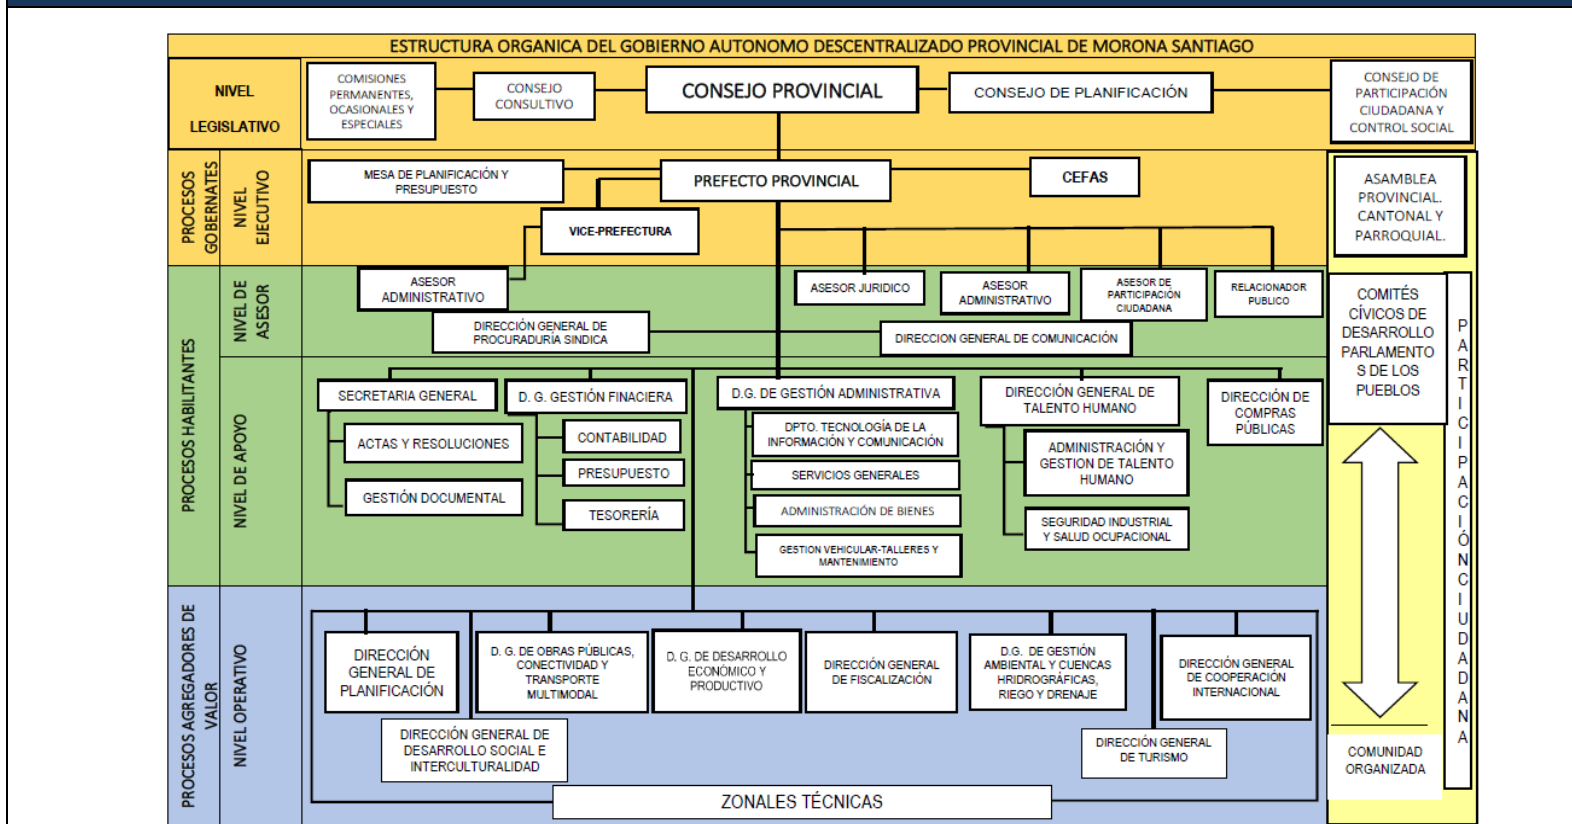 ESTRUCTURA ORGANICA DEL GOBIERNO AUTONOMO DESCENTRALIZADO PROVINCIAL DE MORONA SANTIAGO
NIVEL
LEGISLATIVO
COMISIONES
PERMANENTES,
OCASIONALES Y
ESPECIALES
CONSEJO
CONSULTIVO
CONSEJO PROVINCIAL
CONSEJO DE PLANIFICACIÓN
CONSEJO DE
PARTICIPACIÓN
CIUDADANA Y
CONTROL SOCIAL
PROCESOS
GOBERNATES
NIVEL
EJECUTIVO
MESA DE PLANIFICACIÓN Y
PRESUPUESTO
PREFECTO PROVINCIAL
CEFAS
VICE-PREFECTURA
ASAMBLEA
PROVINCIAL.
CANTONAL Y
PARROQUIAL.
PROCESOS HABILITANTES
NIVEL DE
ASESOR
ASESOR
ADMINISTRATIVO
ASESOR JURIDICO
ASESOR
ADMINISTRATIVO
ASESOR DE
PARTICIPACIÓN
CIUDADANA
RELACIONADOR
PUBLICO
DIRECCIÓN GENERAL DE
PROCURADURÍA SINDICA
DIRECCION GENERAL DE COMUNICACIÓN
COMITÉS
CÍVICOS DE
DESARROLLO
PARLAMENTO
S DE LOS
PUEBLOS
PARTICIPACIÓN CIUDADANA
NIVEL DE APOYO
SECRETARIA GENERAL
ACTAS Y RESOLUCIONES
GESTIÓN DOCUMENTAL
D. G. GESTIÓN FINACIERA
CONTABILIDAD
PRESUPUESTO
TESORERÍA
D.G. DE GESTIÓN ADMINISTRATIVA
DPTO. TECNOLOGÍA DE LA
INFORMACIÓN Y COMUNICACIÓN
SERVICIOS GENERALES
ADMINISTRACIÓN DE BIENES
GESTION VEHICULAR-TALLERES Y
MANTENIMIENTO
DIRECCIÓN GENERAL DE
TALENTO HUMANO
ADMINISTRACIÓN Y
GESTION DE TALENTO
HUMANO
SEGURIDAD INDUSTRIAL
Y SALUD OCUPACIONAL
DIRECCIÓN DE
COMPRAS
PÚBLICAS
PROCESOS AGREGADORES DE
VALOR
NIVEL OPERATIVO
DIRECCIÓN
GENERAL DE
PLANIFICACIÓN
D. G. DE OBRAS PÚBLICAS,
CONECTIVIDAD Y
TRANSPORTE
MULTIMODAL
D. G. DE DESARROLLO
ECONÓMICO Y
PRODUCTIVO
DIRECCIÓN GENERAL
DE FISCALIZACIÓN
D.G. DE GESTIÓN
AMBIENTAL Y CUENCAS
HRIDROGRÁFICAS,
RIEGO Y DRENAJE
DIRECCIÓN GENERAL
DE COOPERACIÓN
INTERNACIONAL
DIRECCIÓN GENERAL DE
DESARROLLO SOCIAL E
INTERCULTURALIDAD
DIRECCIÓN GENERAL
DE TURISMO
ZONALES TÉCNICAS
COMUNIDAD
ORGANIZADA